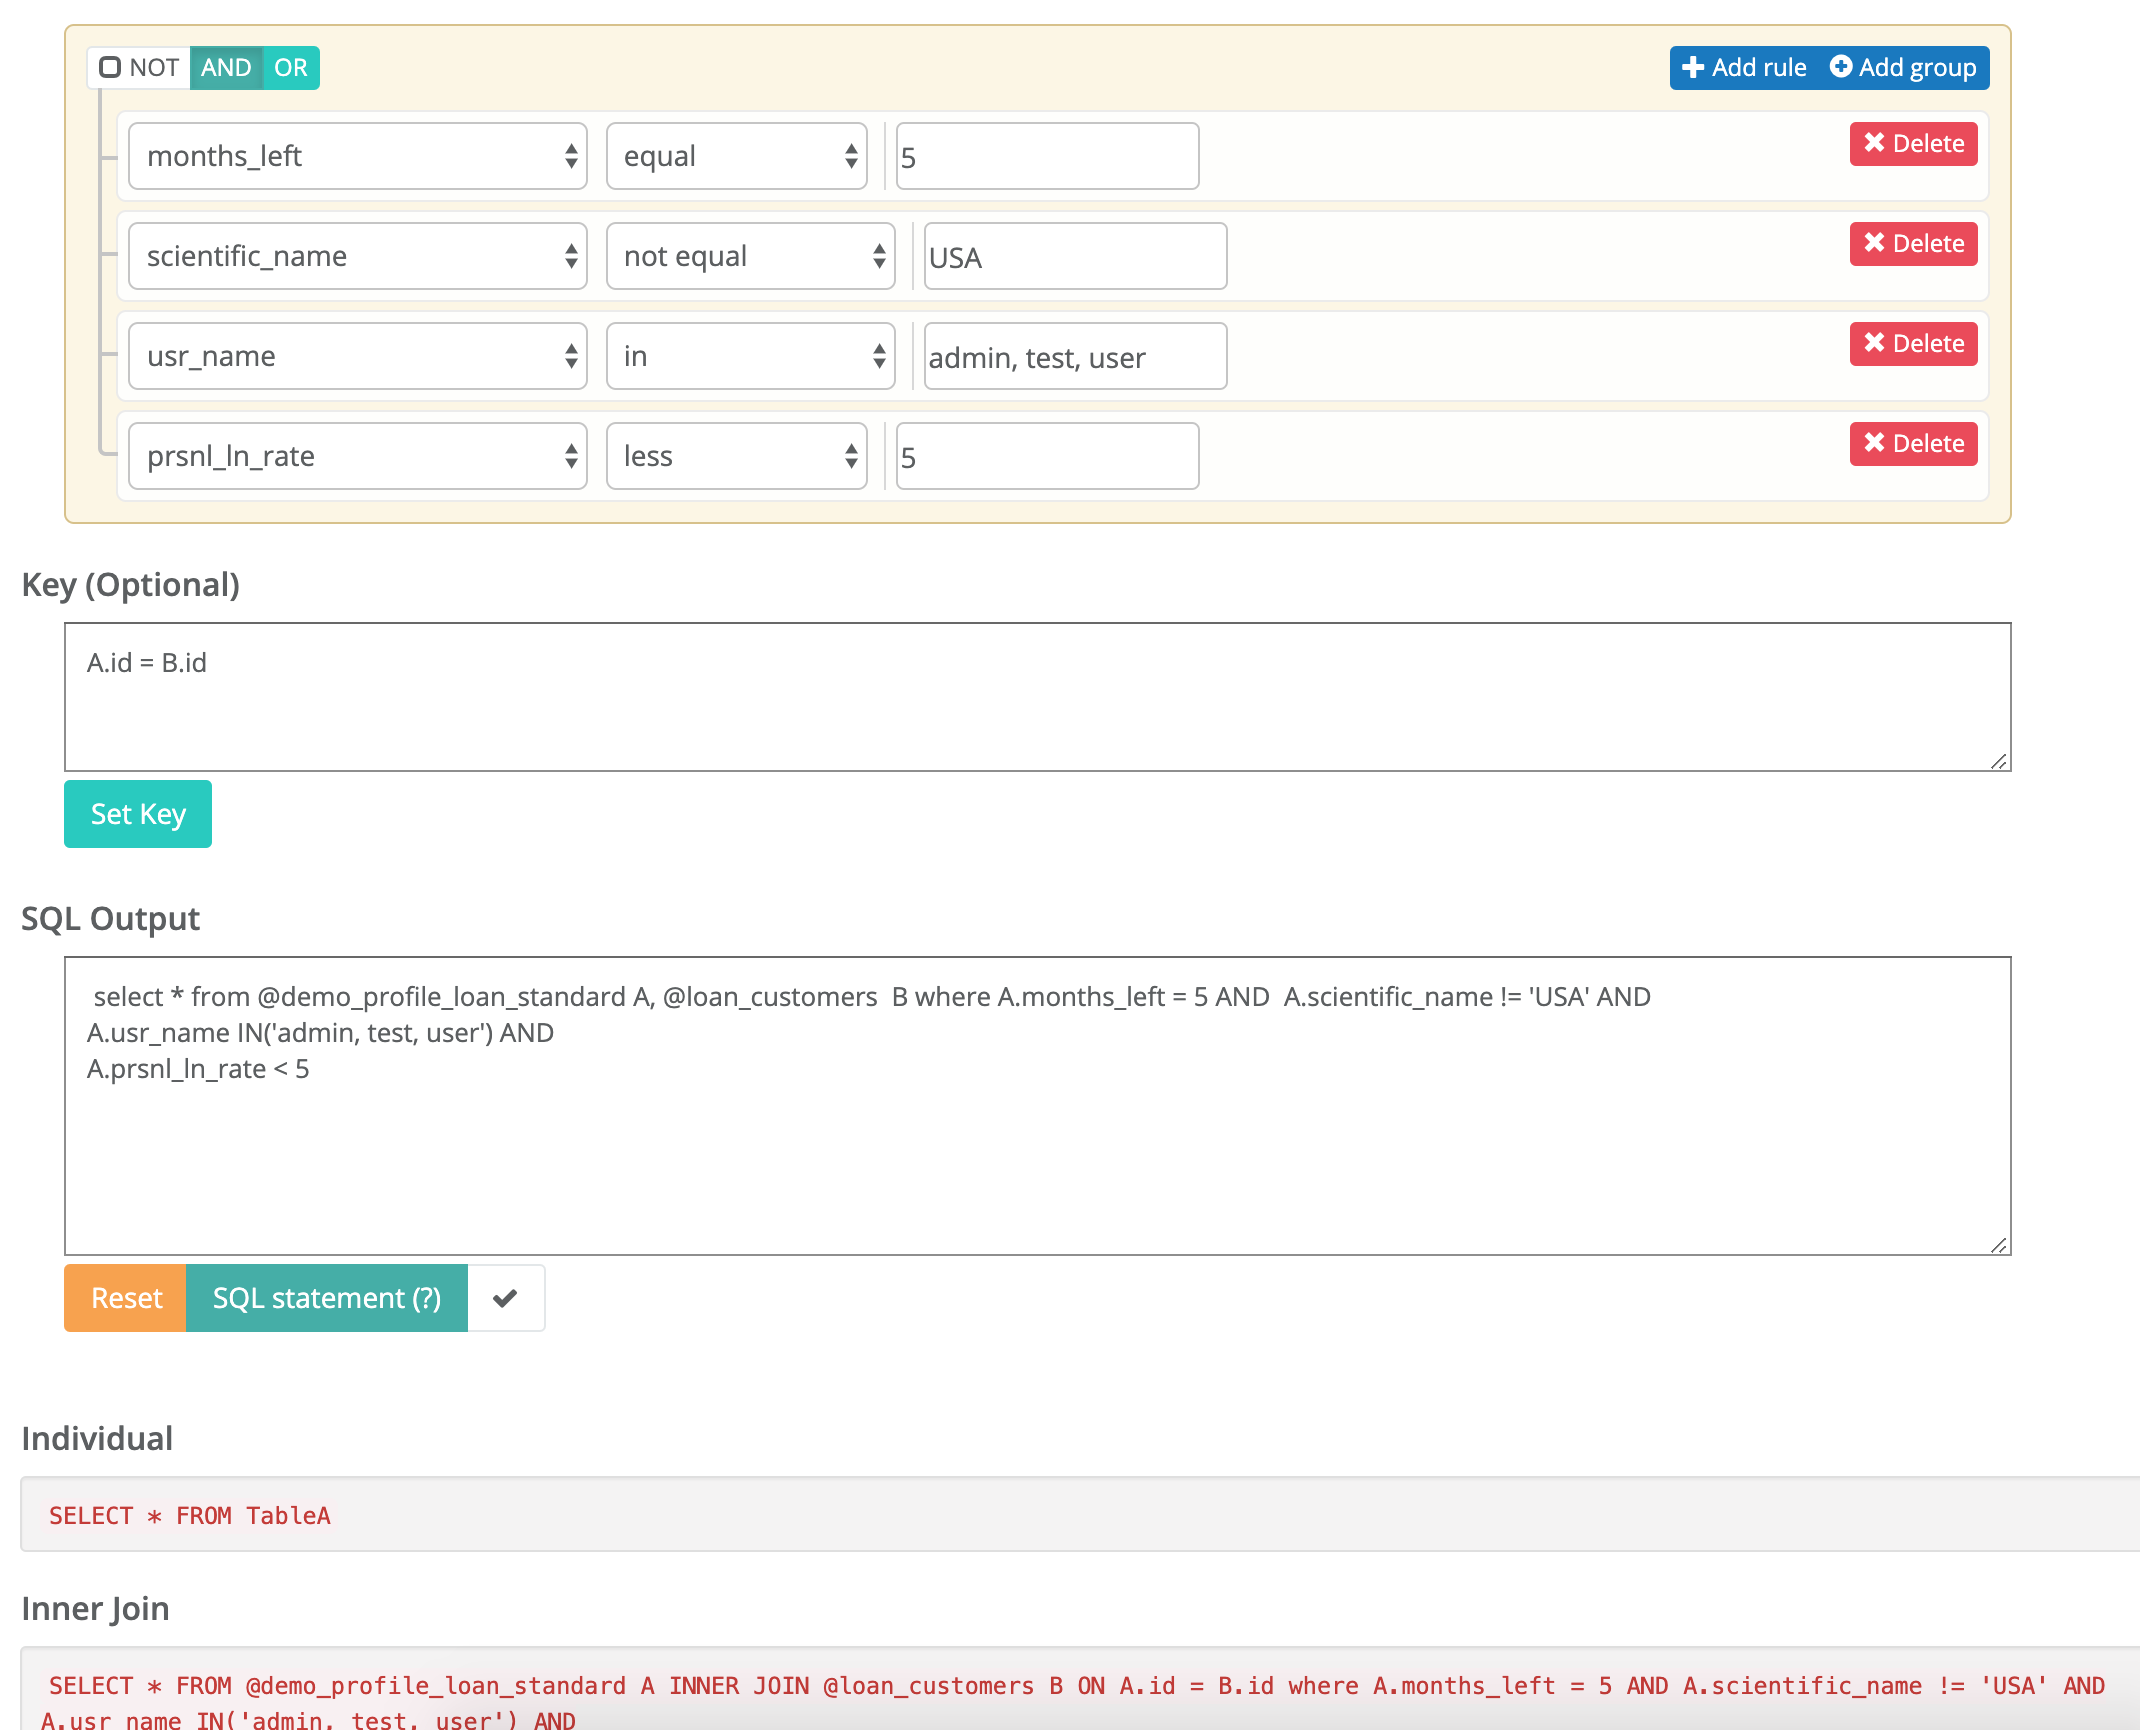 NOT AND OR + Add rule Add group
months_left equal 5 Delete
scientific_name not equal USA Delete
usr_name in admin, test, user Delete
prsnl_ln_rate less 5 Delete
Key (Optional)
A.id = B.id
Set Key
SQL Output
select * from @demo_profile_loan_standard A, @loan_customers  B where A.months_left = 5 AND  A.scientific_name != 'USA' AND
A.usr_name IN('admin, test, user') AND
A.prsnl_ln_rate < 5
Reset SQL statement (?)
Individual
SELECT * FROM TableA
Inner Join
SELECT * FROM @demo_profile_loan_standard A INNER JOIN @loan_customers B ON A.id = B.id where A.months_left = 5 AND A.scientific_name != 'USA' AND
A.usr_name IN('admin, test, user') AND